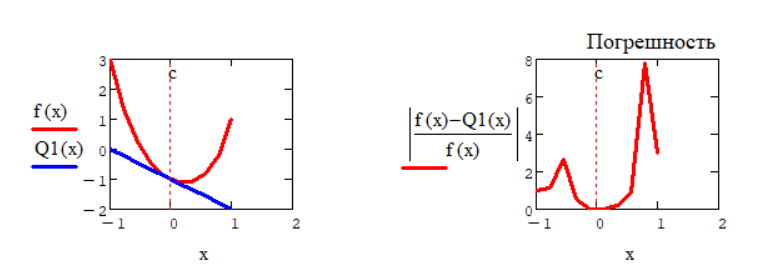 Погрешность
3
2
1
0
−1
−2
f(x)
Q1(x)
c
−1 0 1 2
x
8
6
4
2
0
f(x)−Q1(x)
f(x)
c
−1 0 1 2
x